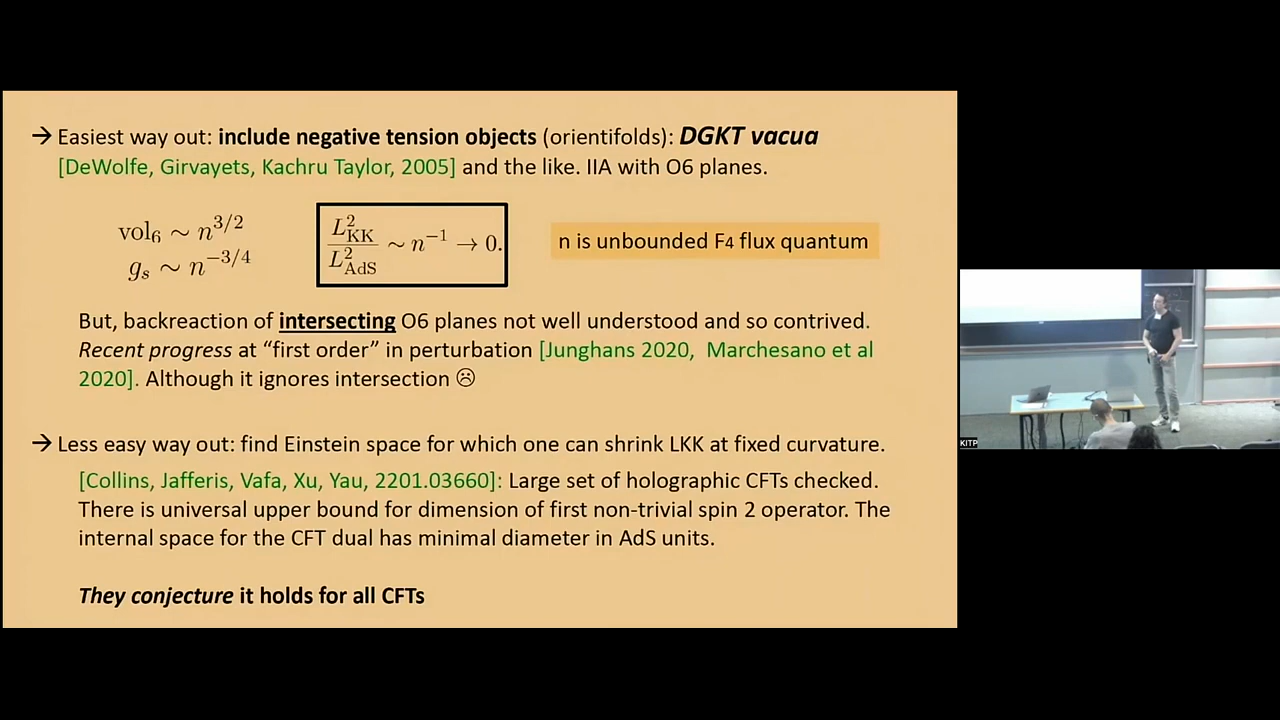 → Easiest way out: include negative tension objects (orientifolds): DGKT vacua
[DeWolfe, Girvayets, Kachru Taylor, 2005] and the like. IIA with O6 planes.
vol₆ ∼ n^{3/2}
g_s ∼ n^{−3/4}
L²_KK / L²_AdS ∼ n^{−1} → 0.
n is unbounded F4 flux quantum
But, backreaction of intersecting O6 planes not well understood and so contrived.
Recent progress at “first order” in perturbation [Junghans 2020, Marchesano et al
2020]. Although it ignores intersection ☹
→ Less easy way out: find Einstein space for which one can shrink LKK at fixed curvature.
[Collins, Jafferis, Vafa, Xu, Yau, 2201.03660]: Large set of holographic CFTs checked.
There is universal upper bound for dimension of first non-trivial spin 2 operator. The
internal space for the CFT dual has minimal diameter in AdS units.
They conjecture it holds for all CFTs
KITP